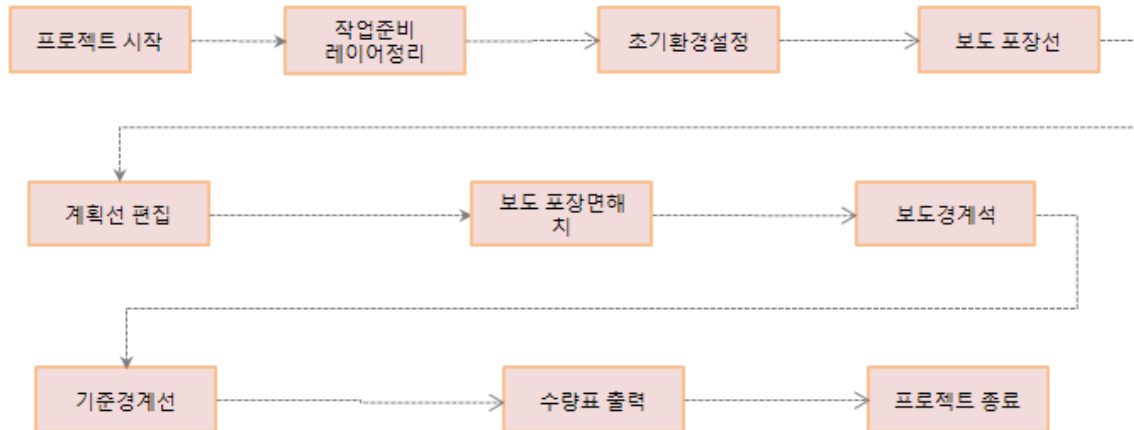 프로젝트 시작
작업준비
레이어정리
초기환경설정
보도 포장선
계획선 편집
보도 포장면해
치
보도경계석
기준경계선
수량표 출력
프로젝트 종료